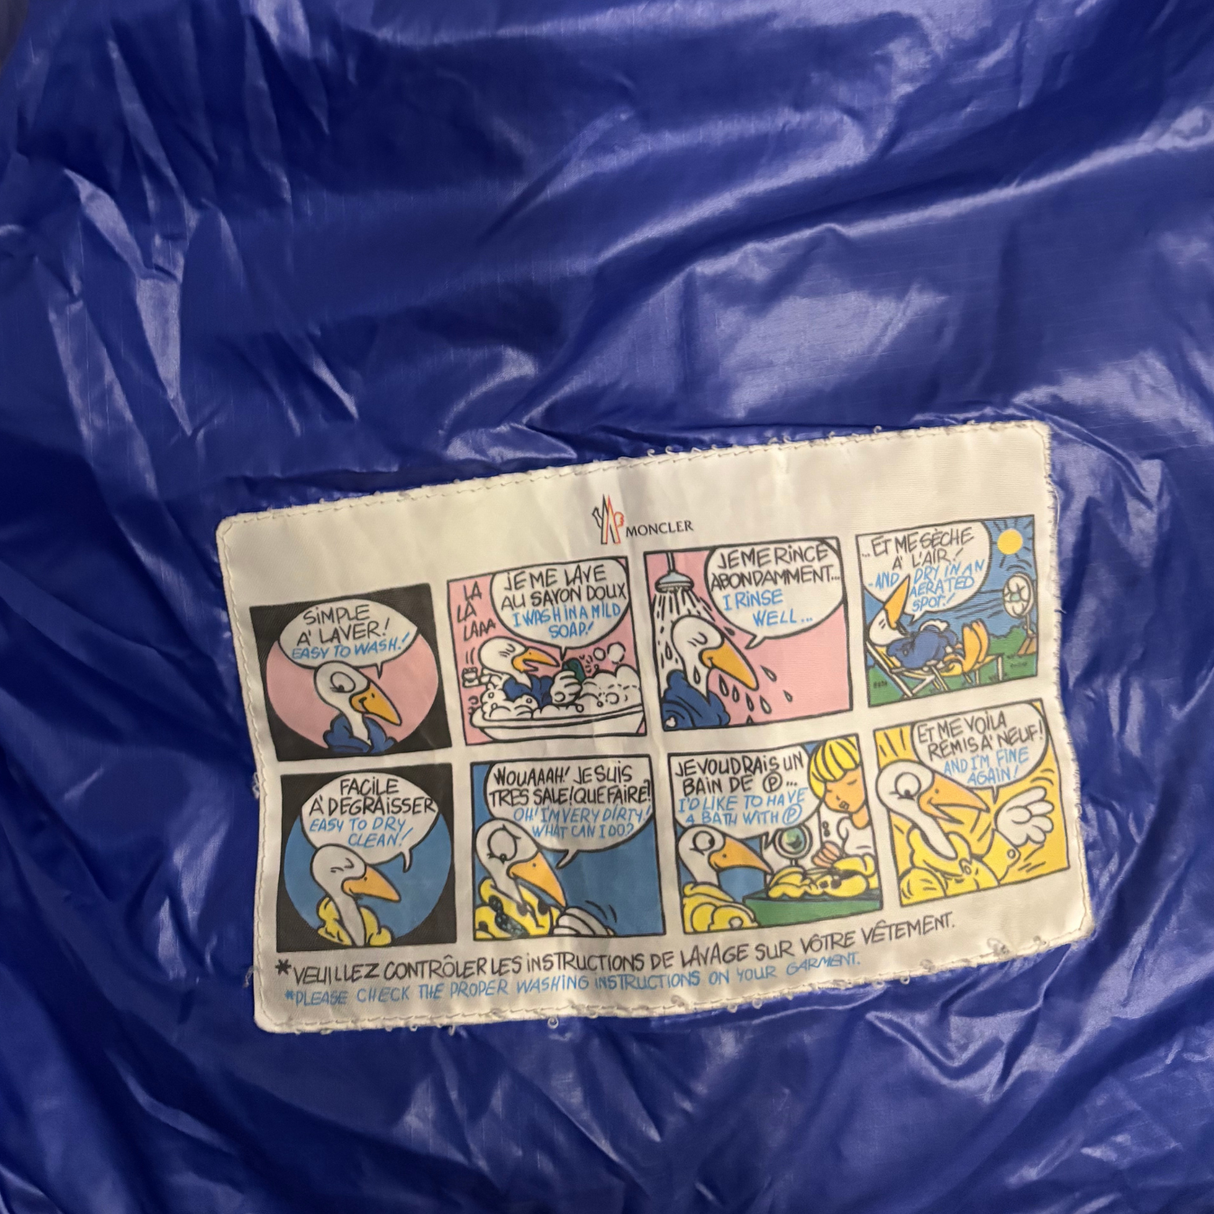 MONCLER
SiMPLE
A' LAVER!
EASY TO WASH!
LA
LA
LAAA
JE ME LAVE
AU SAVON DOUX
I WASH IN A MILD
SOAP!
JE ME RINCE
ABONDAMMENT...
I RINSE
WELL...
..ET ME SÈCHE
A' L'AIR!
-AND DRY IN AN
AERATED
SPOT!
FACILE
A' DEGRAISSER
EASY TO DRY
CLEAN!
WOUAAAH! JE SUIS
TRES SALE! QUE FAIRE?
OH! I'M VERY DIRTY!
WHAT CAN I DO?
JE VOUDRAIS UN
BAIN DE Ⓟ...
I'D LIKE TO HAVE
A BATH WITH Ⓟ
ET ME VOILA
REMIS A' NEUF!
AND I'M FINE
AGAIN!
*VEUILLEZ CONTRÔLER LES iNSTRUCTIONS DE LAVAGE SUR VÔTRE VÊTEMENT.
*PLEASE CHECK THE PROPER WASHING INSTRUCTIONS ON YOUR GARMENT.